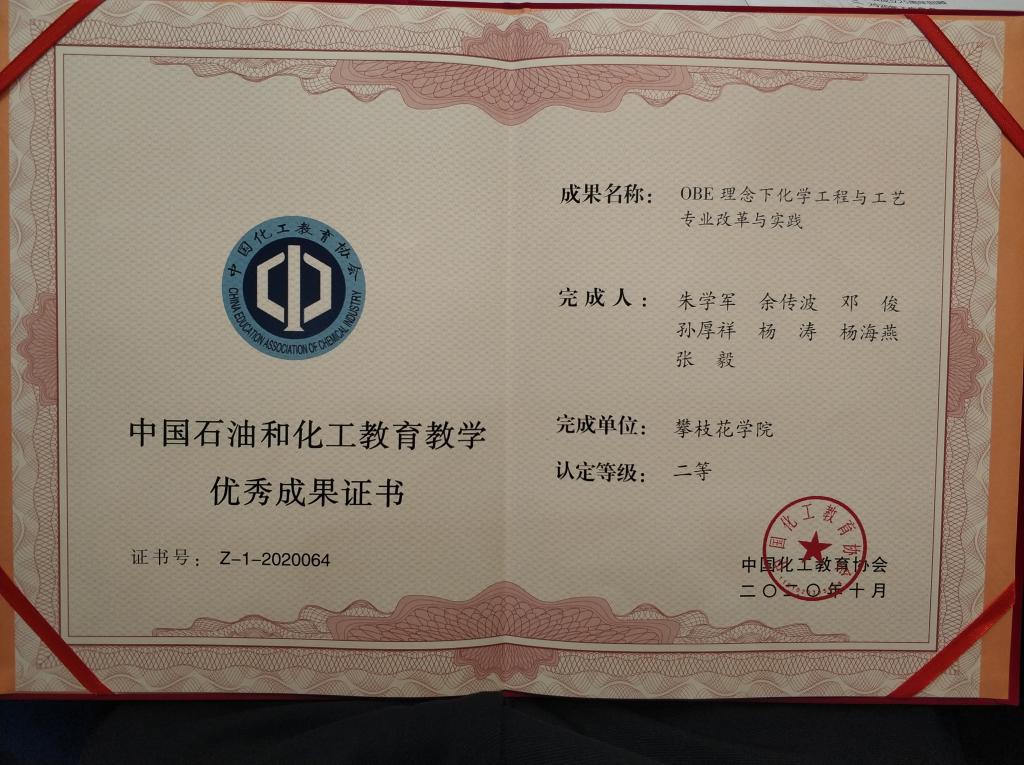 中国化工教育协会
CHINA EDUCATION ASSOCIATION OF CHEMICAL INDUSTRY
中国石油和化工教育教学
优秀成果证书
证书号：Z-1-2020064
成果名称：OBE 理念下化学工程与工艺
专业改革与实践
完成人：朱学军 余传波 邓 俊
孙厚祥 杨 涛 杨海燕
张 毅
完成单位：攀枝花学院
认定等级：二等
中国化工教育协会
中国化工教育协会
二〇二〇年十月